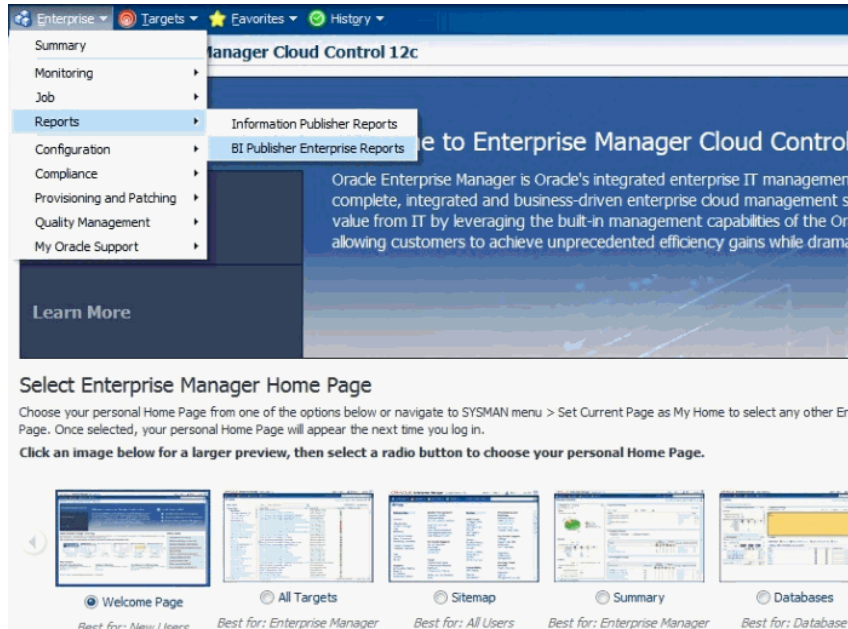 Enterprise Targets Favorites History
Summary
Monitoring
Job
Reports
Configuration
Compliance
Provisioning and Patching
Quality Management
My Oracle Support
Information Publisher Reports
BI Publisher Enterprise Reports
Manager Cloud Control 12c
e to Enterprise Manager Cloud Control
Oracle Enterprise Manager is Oracle's integrated enterprise IT managemen
complete, integrated and business-driven enterprise cloud management s
value from IT by leveraging the built-in management capabilities of the Or
allowing customers to achieve unprecedented efficiency gains while drama
Learn More
Select Enterprise Manager Home Page
Choose your personal Home Page from one of the options below or navigate to SYSMAN menu > Set Current Page as My Home to select any other En
Page. Once selected, your personal Home Page will appear the next time you log in.
Click an image below for a larger preview, then select a radio button to choose your personal Home Page.
Welcome Page All Targets Sitemap Summary Databases
Best for: New Users Best for: Enterprise Manager Best for: All Users Best for: Enterprise Manager Best for: Database